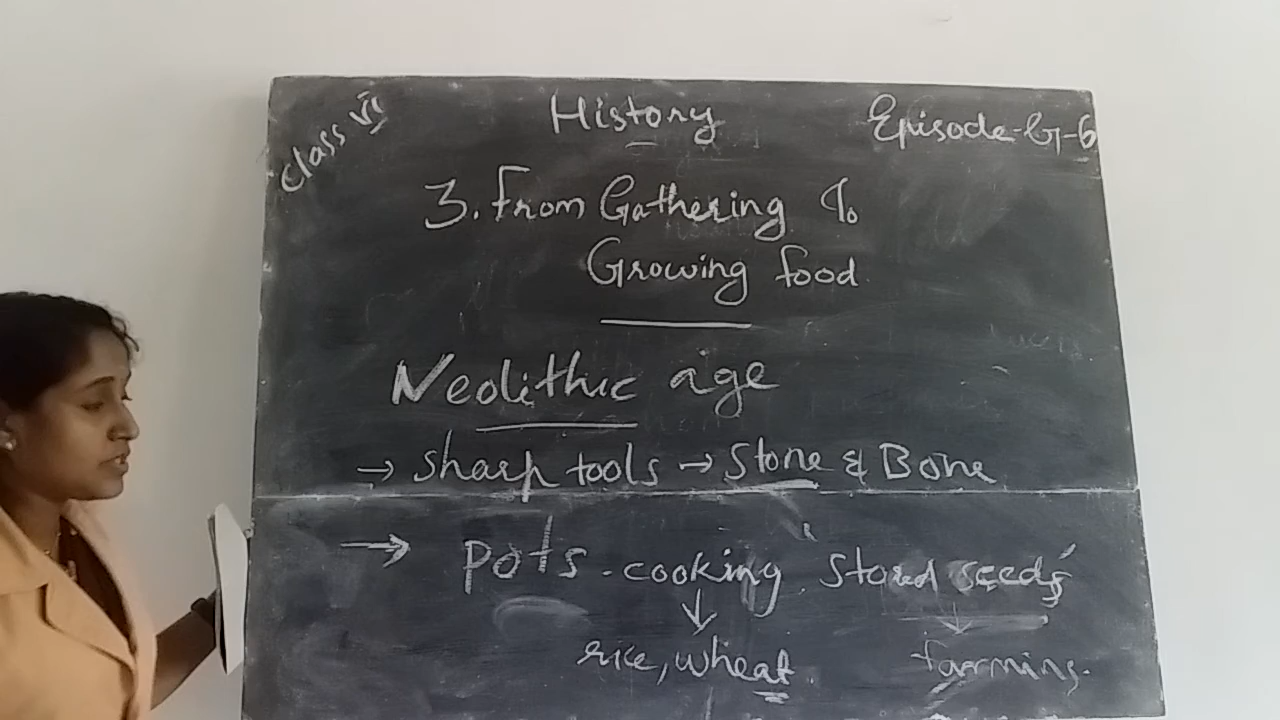 Class VI
History
Episode-G-6
3. From Gathering to
Growing food
Neolithic age
→ sharp tools → Stone & Bone
→ pots - cooking, Stored seeds
↓ ↓
rice, wheat. farming.